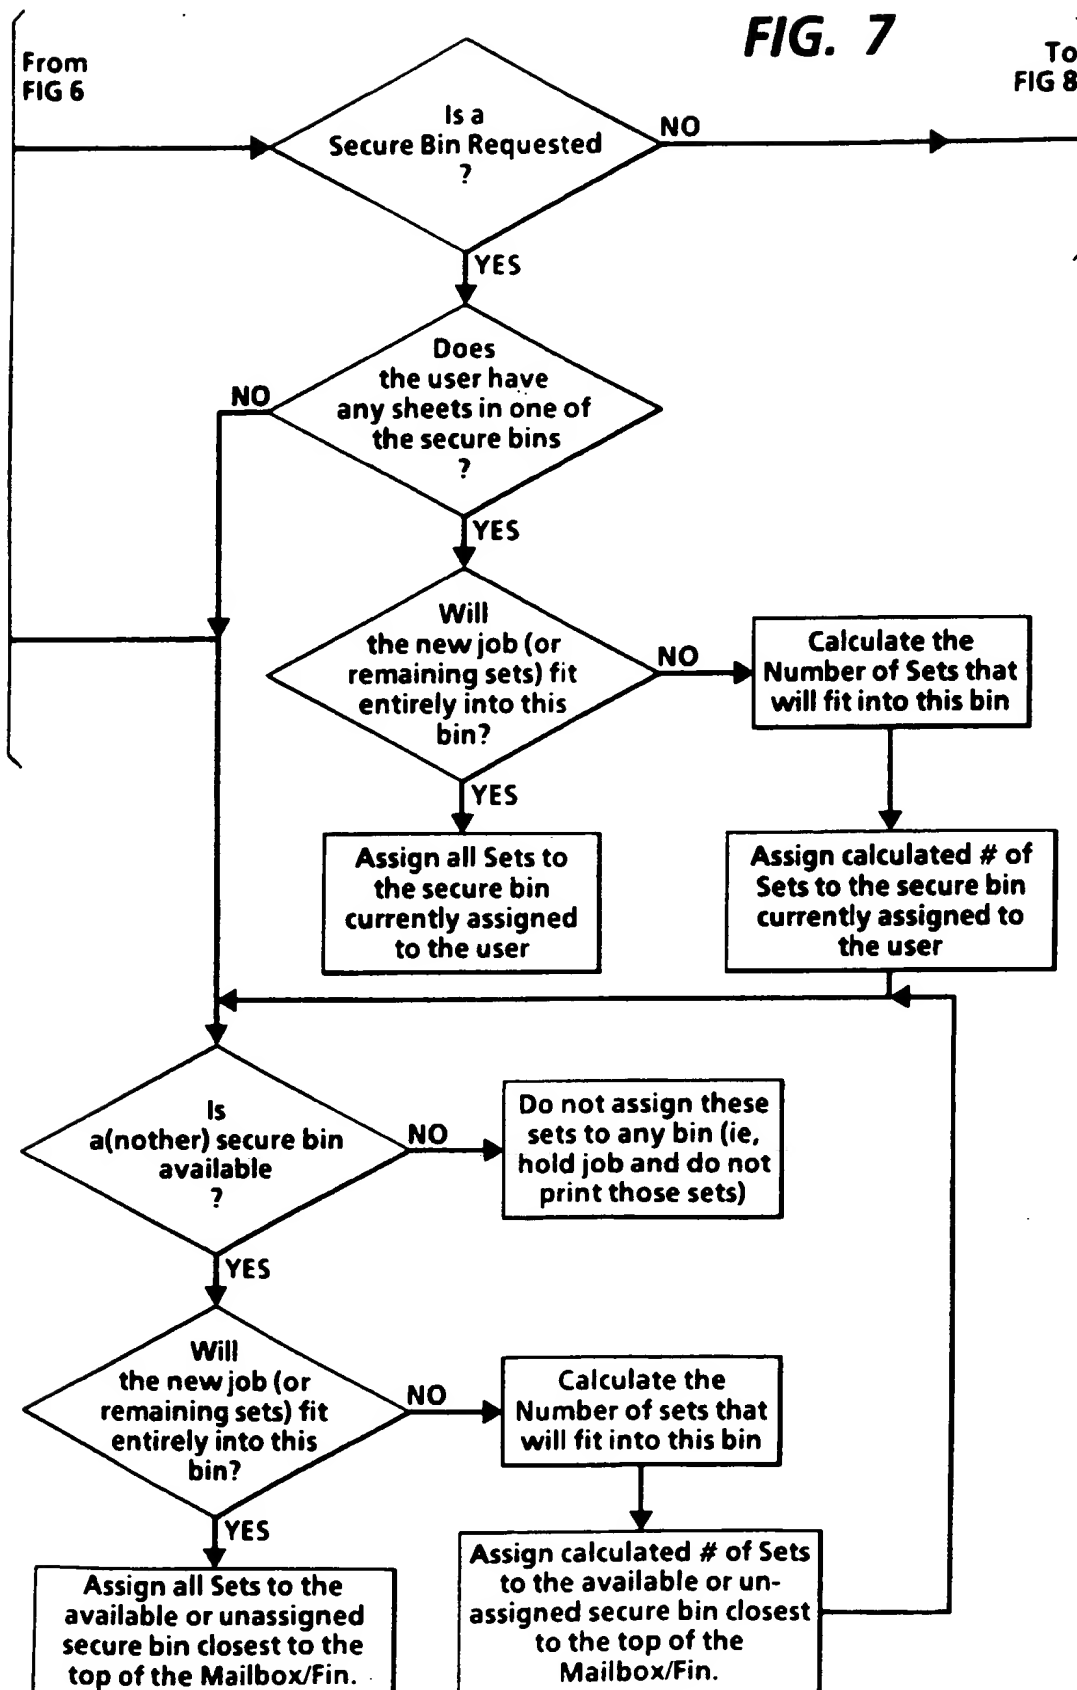 FIG. 7
From
FIG 6
To
FIG 8
Is a
Secure Bin Requested
?
NO
YES
Does
the user have
any sheets in one of
the secure bins
?
NO
YES
Will
the new job (or
remaining sets) fit
entirely into this
bin?
NO
Calculate the
Number of Sets that
will fit into this bin
YES
Assign all Sets to
the secure bin
currently assigned
to the user
Assign calculated # of
Sets to the secure bin
currently assigned to
the user
Is
a(nother) secure bin
available
?
NO
Do not assign these
sets to any bin (ie,
hold job and do not
print those sets)
YES
Will
the new job (or
remaining sets) fit
entirely into this
bin?
NO
Calculate the
Number of sets that
will fit into this bin
YES
Assign all Sets to the
available or unassigned
secure bin closest to the
top of the Mailbox/Fin.
Assign calculated # of Sets
to the available or un-
assigned secure bin closest
to the top of the
Mailbox/Fin.